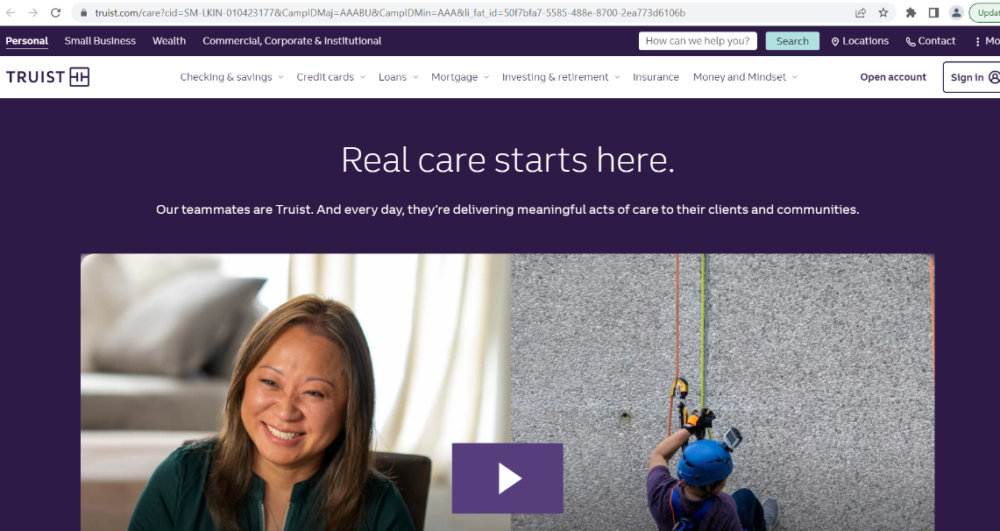 truist.com/care?cid=SM-LKIN-010423177&CampIDMaj=AAABU&CampIDMin=AAA&li_fat_id=50f7bfa7-5585-488e-8700-2ea773d6106b
Updat
Personal Small Business Wealth Commercial, Corporate & Institutional How can we help you? Search Locations Contact Mo
TRUIST Checking & savings Credit cards Loans Mortgage Investing & retirement Insurance Money and Mindset Open account Sign in
Real care starts here.
Our teammates are Truist. And every day, they're delivering meaningful acts of care to their clients and communities.